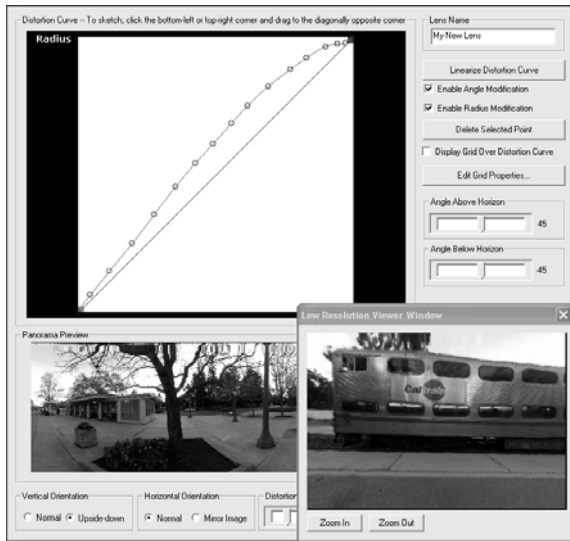 Distortion Curve -- To sketch, click the bottom-left or top-right corner and drag to the diagonally opposite corner
Radius
Lens Name
My New Lens
Linearize Distortion Curve
Enable Angle Modification
Enable Radius Modification
Delete Selected Point
Display Grid Over Distortion Curve
Edit Grid Properties...
Angle Above Horizon
45
Angle Below Horizon
-45
Low Resolution Viewer Window
Panorama Preview
Cal
Vertical Orientation
Normal
Upside-down
Horizontal Orientation
Normal
Mirror Image
Distortion
Zoom In
Zoom Out